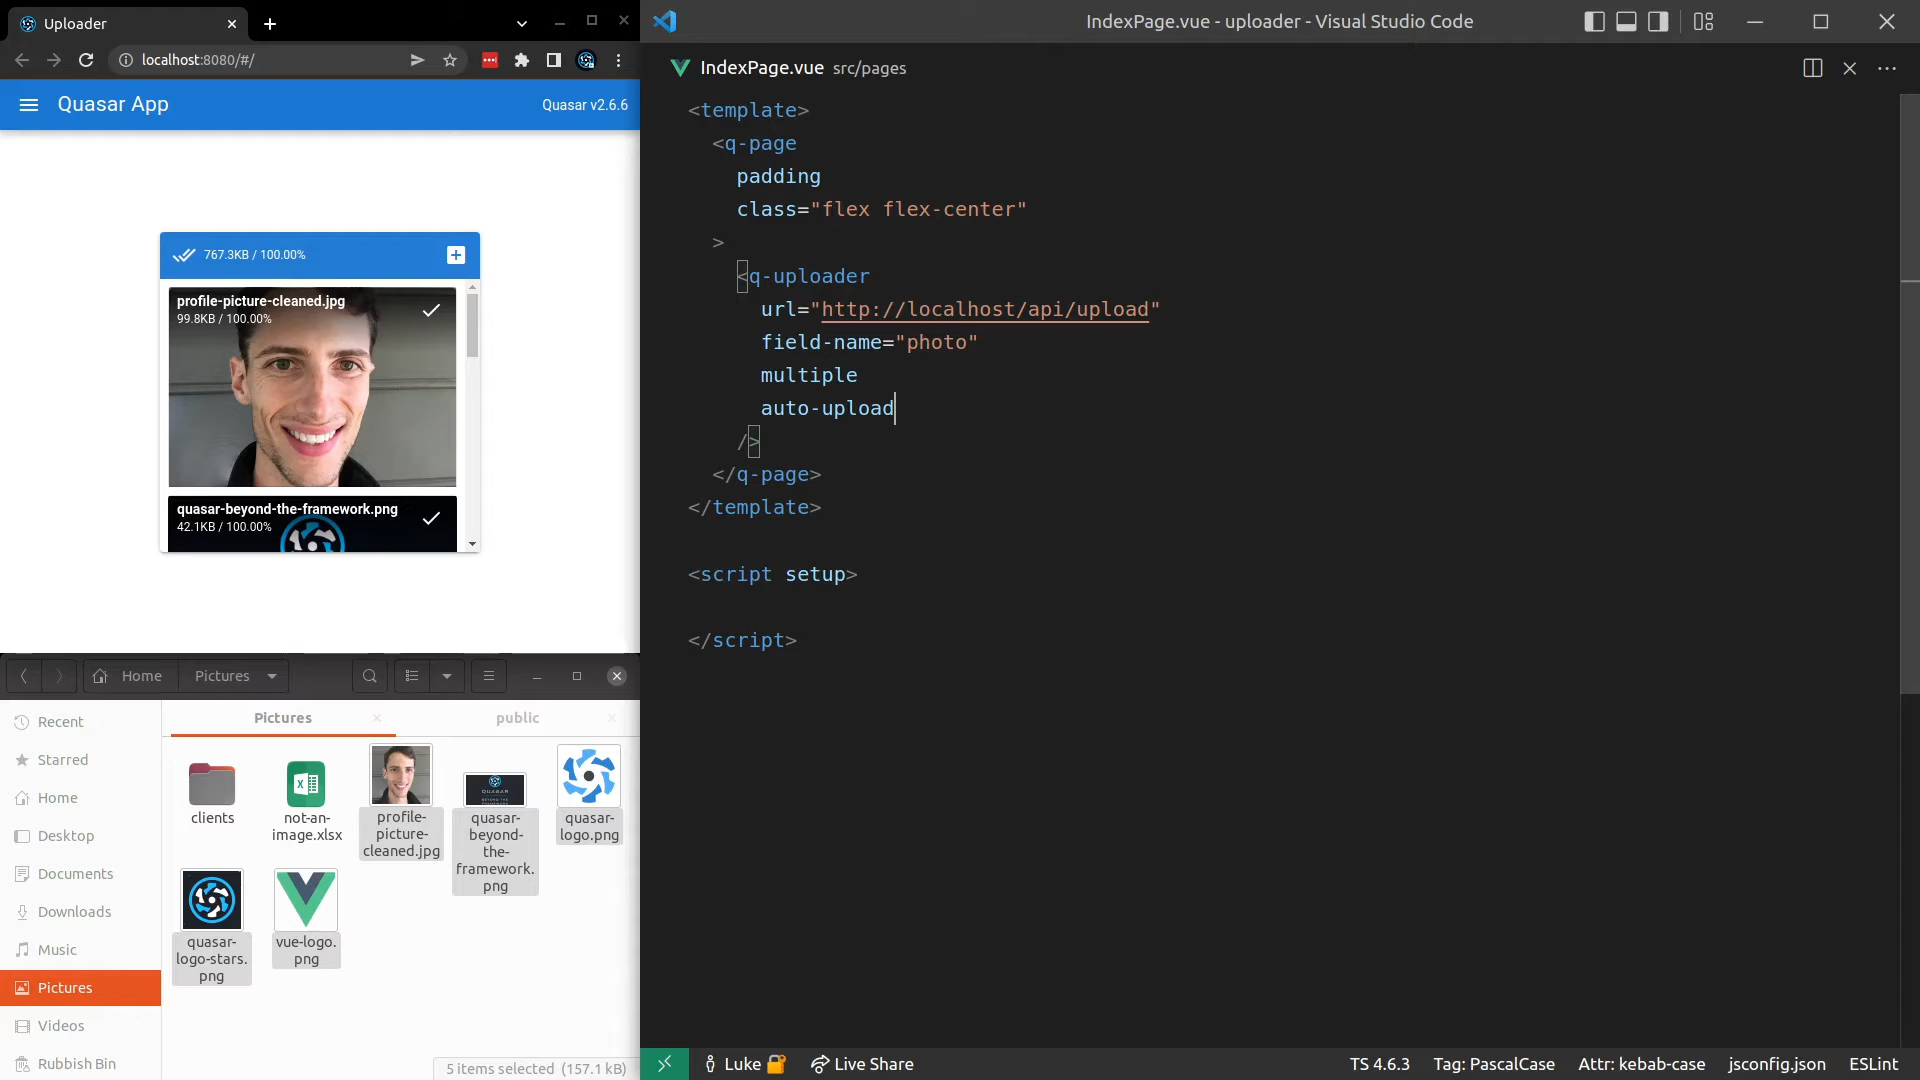 Uploader
localhost:8080/#/
Quasar App
Quasar v2.6.6
767.3KB / 100.00%
profile-picture-cleaned.jpg
99.8KB / 100.00%
quasar-beyond-the-framework.png
42.1KB / 100.00%
Home
Pictures
Pictures
public
Recent
Starred
Home
Desktop
Documents
Downloads
Music
Pictures
Videos
Rubbish Bin
clients
not-an-
image.xlsx
profile-
picture-
cleaned.jpg
QUASAR
BEYOND THE
quasar-
beyond-
the-
framework.
png
quasar-
logo.png
quasar-
logo-stars.
png
vue-logo.
png
5 items selected (157.1 kB)
IndexPage.vue - uploader - Visual Studio Code
IndexPage.vue src/pages
<template>
<q-page
padding
class="flex flex-center"
>
<q-uploader
url="http://localhost/api/upload"
field-name="photo"
multiple
auto-upload
/>
</q-page>
</template>
<script setup>
</script>
Luke
Live Share
TS 4.6.3
Tag: PascalCase
Attr: kebab-case
jsconfig.json
ESLint